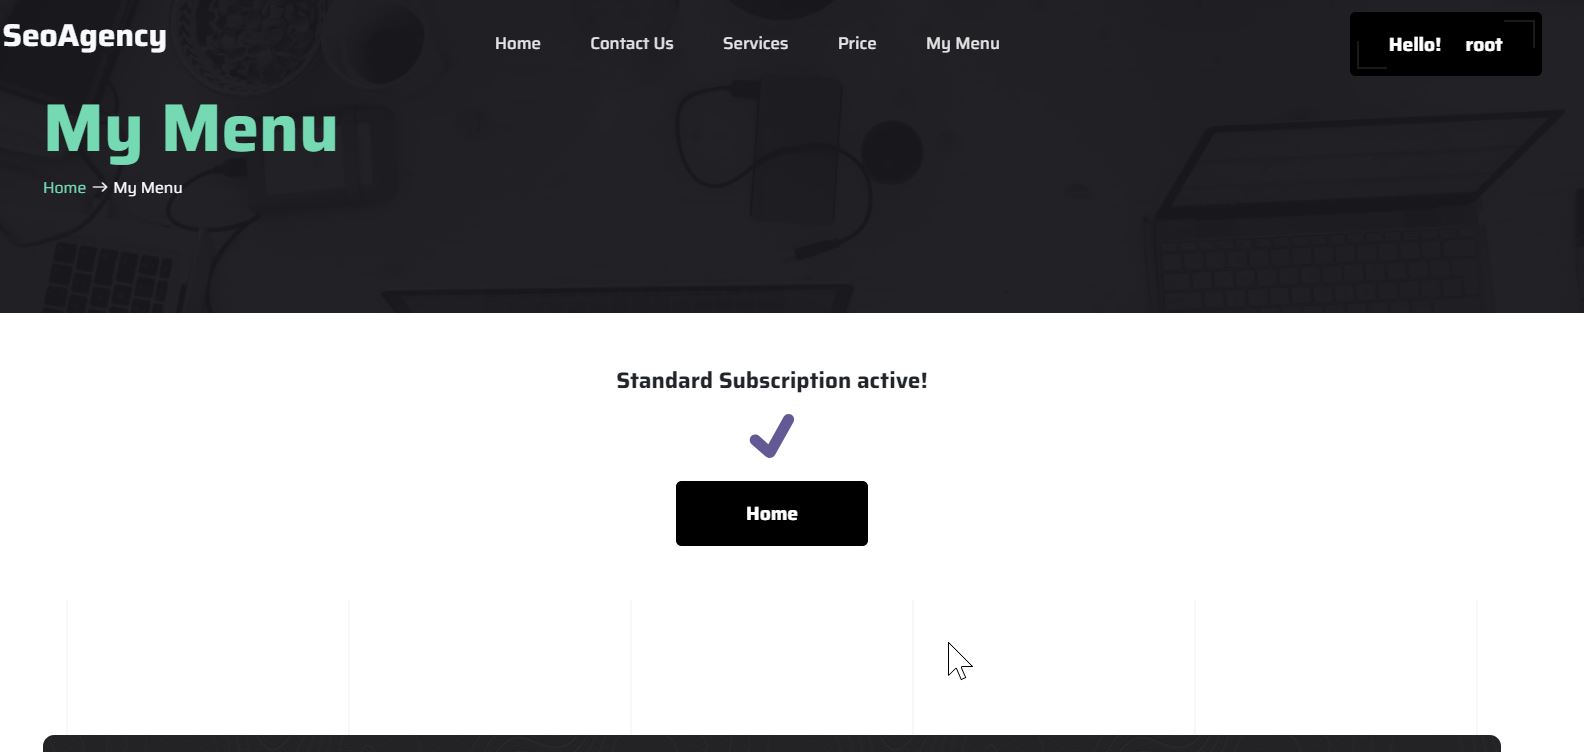 SeoAgency
Home Contact Us Services Price My Menu
Hello! root
My Menu
Home → My Menu
Standard Subscription active!
Home